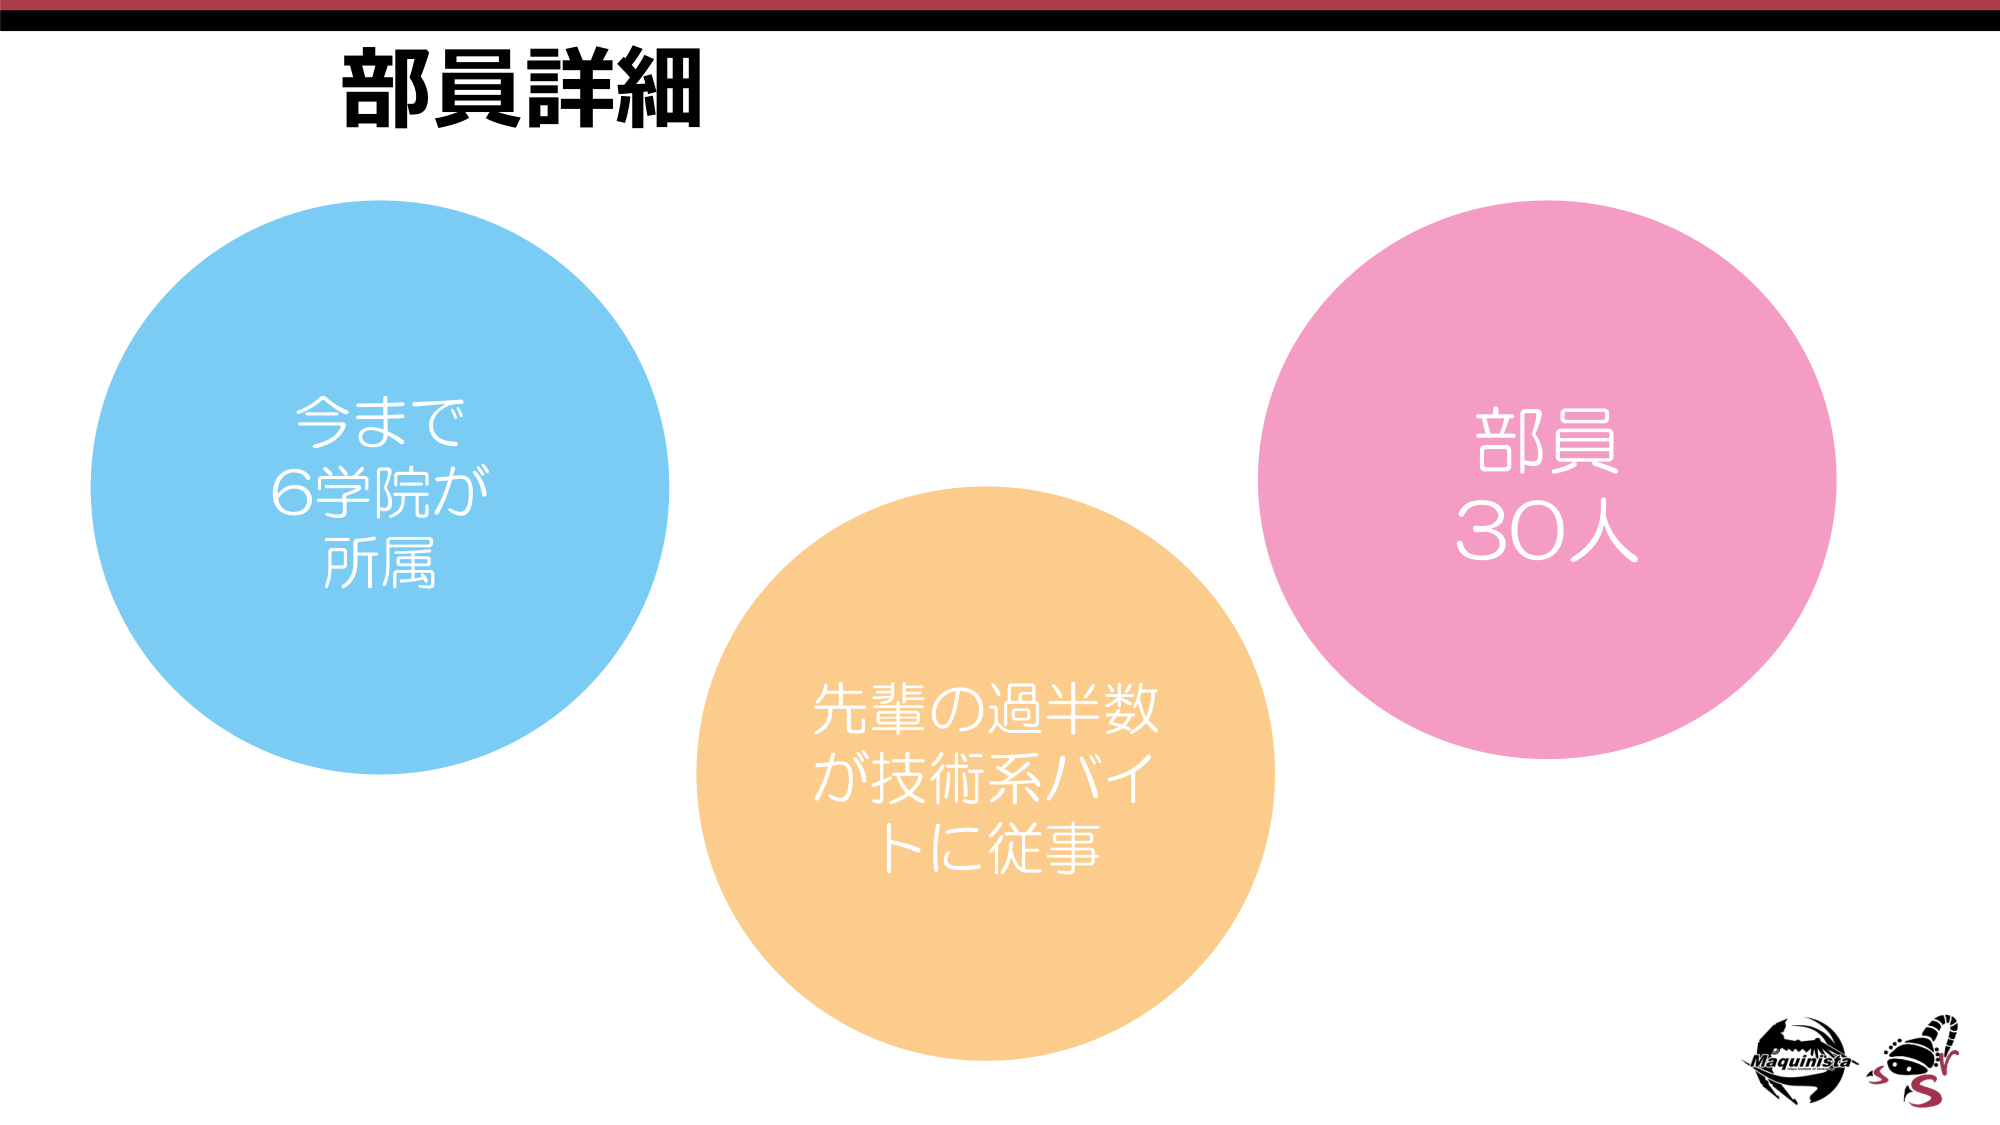 部員詳細
今まで
6学院が
所属
先輩の過半数
が技術系バイ
トに従事
部員
30人
Maquinista
s s r